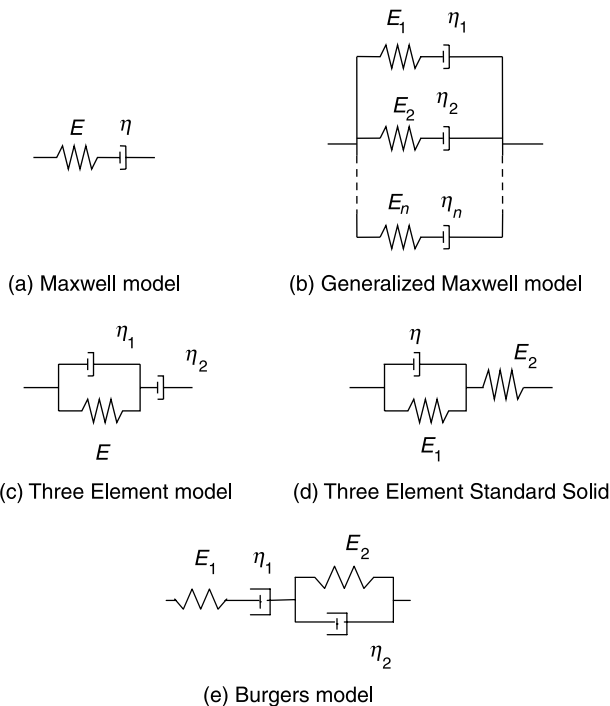 E₁ η₁
E η
E₂ η₂
Eₙ ηₙ
(a) Maxwell model
(b) Generalized Maxwell model
η₁
η₂
E
η
E₂
E₁
(c) Three Element model
(d) Three Element Standard Solid
E₁ η₁ E₂
η₂
(e) Burgers model